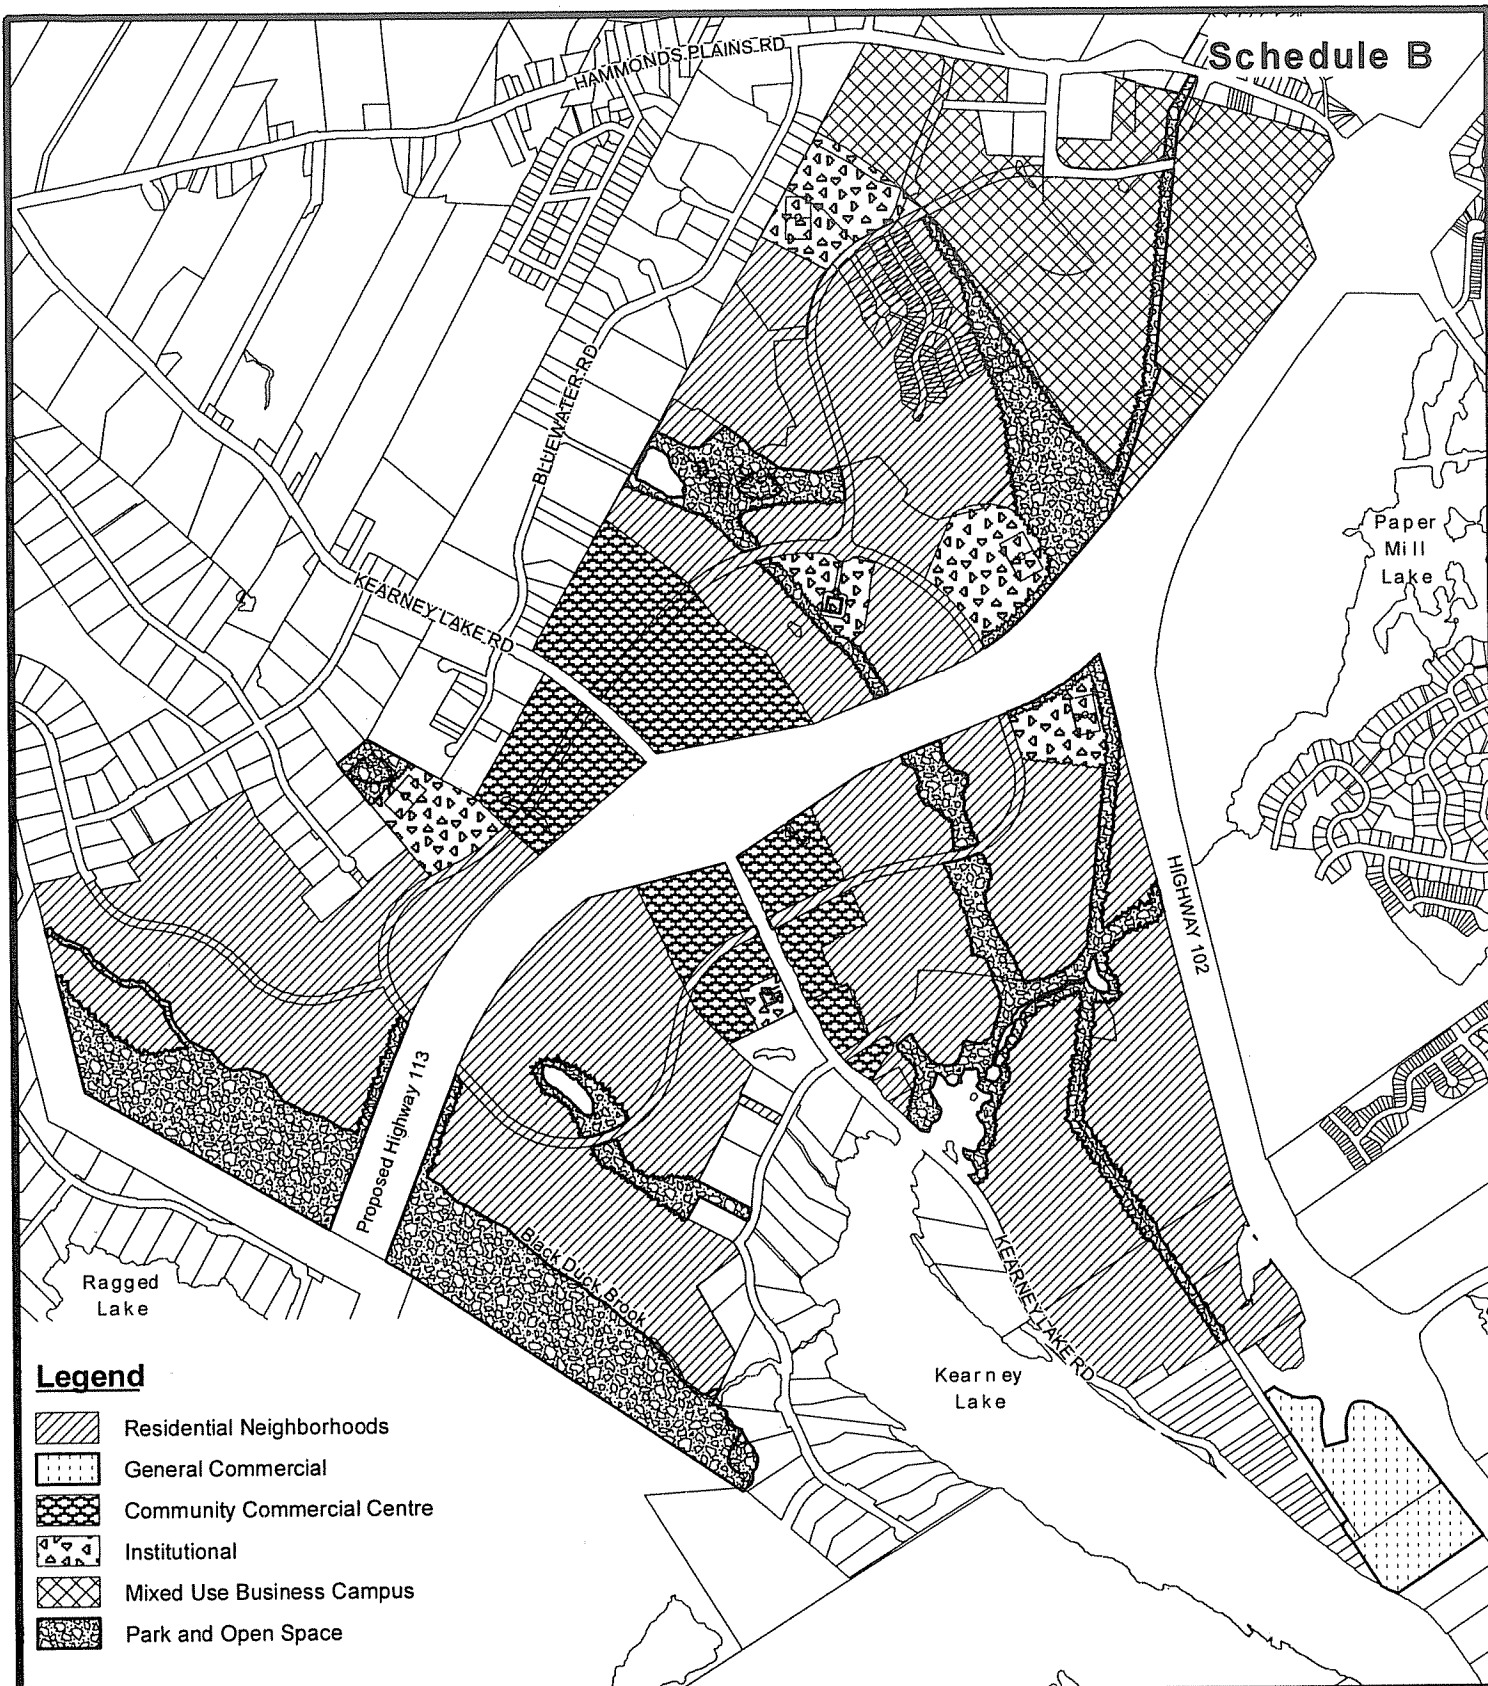 Schedule B
HAMMONDS PLAINS RD
BLUEWATER RD
Paper
Mill
Lake
KEARNEY LAKE RD
HIGHWAY 102
Proposed Highway 113
Black Duck Brook
Ragged
Lake
KEARNEY LAKE RD
Kearney
Lake
Legend
Residential Neighborhoods
General Commercial
Community Commercial Centre
Institutional
Mixed Use Business Campus
Park and Open Space